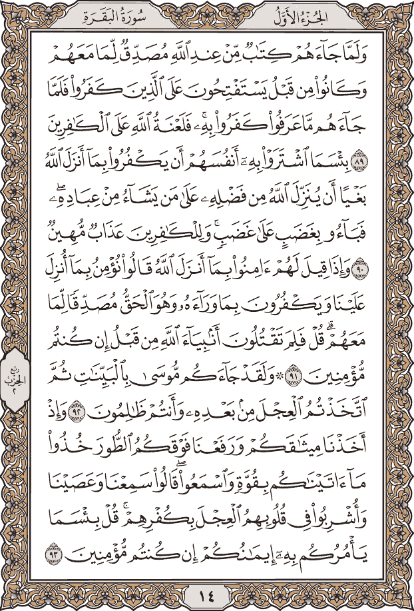 الجُزْءُ الأَوَّلُ
سُورَةُ البَقَرَةِ
وَلَمَّا جَآءَهُمْ كِتَٰبٌ مِّنْ عِندِ ٱللَّهِ مُصَدِّقٌ لِّمَا مَعَهُمْ
وَكَانُوا۟ مِن قَبْلُ يَسْتَفْتِحُونَ عَلَى ٱلَّذِينَ كَفَرُوا۟ فَلَمَّا
جَآءَهُم مَّا عَرَفُوا۟ كَفَرُوا۟ بِهِۦ ۚ فَلَعْنَةُ ٱللَّهِ عَلَى ٱلْكَٰفِرِينَ
٨٩ بِئْسَمَا ٱشْتَرَوْا۟ بِهِۦٓ أَنفُسَهُمْ أَن يَكْفُرُوا۟ بِمَآ أَنزَلَ ٱللَّهُ
بَغْيًا أَن يُنَزِّلَ ٱللَّهُ مِن فَضْلِهِۦ عَلَىٰ مَن يَشَآءُ مِنْ عِبَادِهِۦ ۖ
فَبَآءُو بِغَضَبٍ عَلَىٰ غَضَبٍ ۚ وَلِلْكَٰفِرِينَ عَذَابٌ مُّهِينٌ
٩٠ وَإِذَا قِيلَ لَهُمْ ءَامِنُوا۟ بِمَآ أَنزَلَ ٱللَّهُ قَالُوا۟ نُؤْمِنُ بِمَآ أُنزِلَ
عَلَيْنَا وَيَكْفُرُونَ بِمَا وَرَآءَهُۥ وَهُوَ ٱلْحَقُّ مُصَدِّقًا لِّمَا
مَعَهُمْ ۗ قُلْ فَلِمَ تَقْتُلُونَ أَنۢبِيَآءَ ٱللَّهِ مِن قَبْلُ إِن كُنتُم
مُّؤْمِنِينَ ٩١ ۞ وَلَقَدْ جَآءَكُم مُّوسَىٰ بِٱلْبَيِّنَٰتِ ثُمَّ
ٱتَّخَذْتُمُ ٱلْعِجْلَ مِنۢ بَعْدِهِۦ وَأَنتُمْ ظَٰلِمُونَ ٩٢ وَإِذْ
أَخَذْنَا مِيثَٰقَكُمْ وَرَفَعْنَا فَوْقَكُمُ ٱلطُّورَ خُذُوا۟
مَآ ءَاتَيْنَٰكُم بِقُوَّةٍ وَٱسْمَعُوا۟ ۖ قَالُوا۟ سَمِعْنَا وَعَصَيْنَا
وَأُشْرِبُوا۟ فِى قُلُوبِهِمُ ٱلْعِجْلَ بِكُفْرِهِمْ ۚ قُلْ بِئْسَمَا
يَأْمُرُكُم بِهِۦٓ إِيمَٰنُكُمْ إِن كُنتُم مُّؤْمِنِينَ ٩٣
ربع
الحزب
٢
١٤